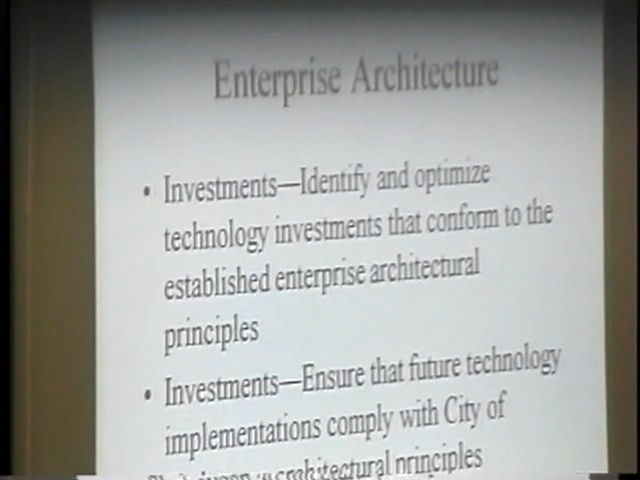 Enterprise Architecture
• Investments—Identify and optimize
technology investments that conform to the
established enterprise architectural
principles
• Investments—Ensure that future technology
implementations comply with City of
architectural principles